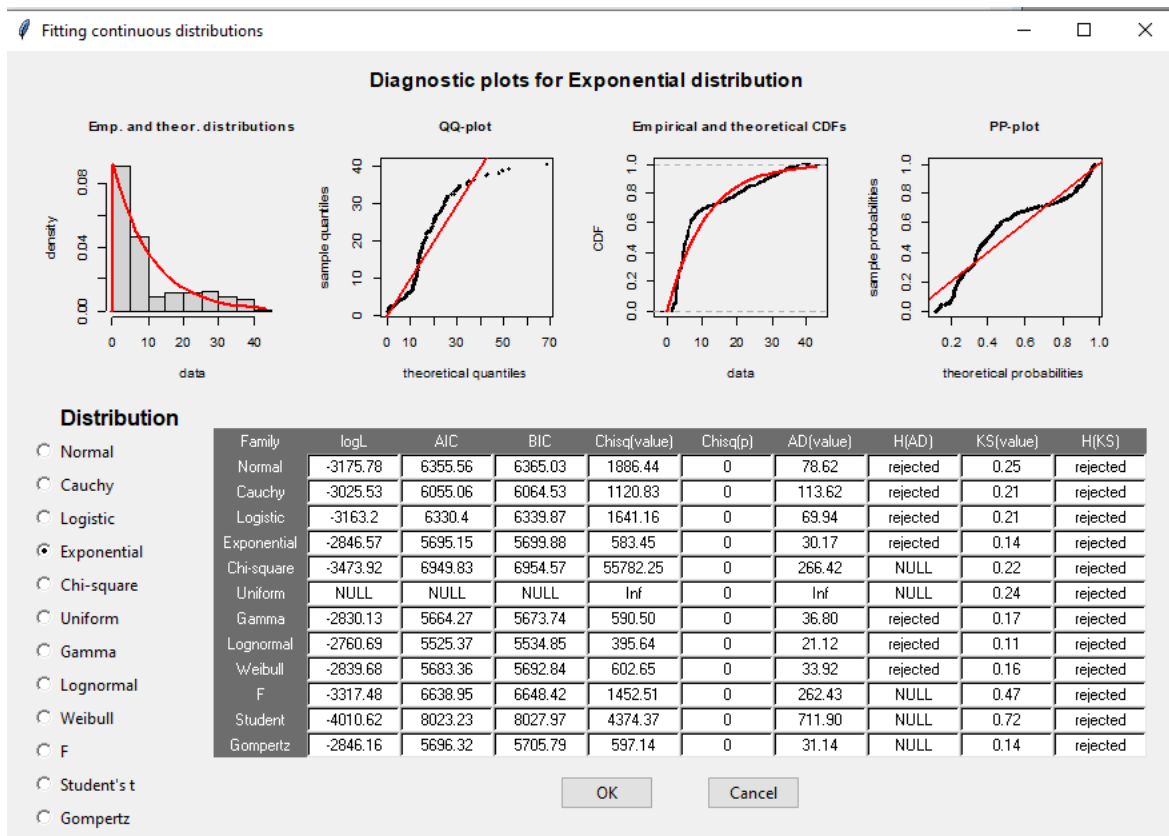 Fitting continuous distributions
Diagnostic plots for Exponential distribution
Emp. and theor. distributions
density
0.00 0.04 0.08
0 10 20 30 40
data
QQ-plot
sample quantiles
0 10 20 30 40
0 10 30 50 70
theoretical quantiles
Empirical and theoretical CDFs
CDF
0.0 0.2 0.4 0.6 0.8 1.0
0 10 20 30 40
data
PP-plot
sample probabilities
0.0 0.2 0.4 0.6 0.8 1.0
0.2 0.4 0.6 0.8 1.0
theoretical probabilities
Distribution
Normal
Cauchy
Logistic
Exponential
Chi-square
Uniform
Gamma
Lognormal
Weibull
F
Student's t
Gompertz
Family logL AIC BIC Chisq(value) Chisq(p) AD(value) H(AD) KS(value) H(KS)
Normal -3175.78 6355.56 6365.03 1886.44 0 78.62 rejected 0.25 rejected
Cauchy -3025.53 6055.06 6064.53 1120.83 0 113.62 rejected 0.21 rejected
Logistic -3163.2 6330.4 6339.87 1641.16 0 69.94 rejected 0.21 rejected
Exponential -2846.57 5695.15 5699.88 583.45 0 30.17 rejected 0.14 rejected
Chi-square -3473.92 6949.83 6954.57 55782.25 0 266.42 NULL 0.22 rejected
Uniform NULL NULL NULL Inf 0 Inf NULL 0.24 rejected
Gamma -2830.13 5664.27 5673.74 590.50 0 36.80 rejected 0.17 rejected
Lognormal -2760.69 5525.37 5534.85 395.64 0 21.12 rejected 0.11 rejected
Weibull -2839.68 5683.36 5692.84 602.65 0 33.92 rejected 0.16 rejected
F -3317.48 6638.95 6648.42 1452.51 0 262.43 NULL 0.47 rejected
Student -4010.62 8023.23 8027.97 4374.37 0 711.90 NULL 0.72 rejected
Gompertz -2846.16 5696.32 5705.79 597.14 0 31.14 NULL 0.14 rejected
OK
Cancel